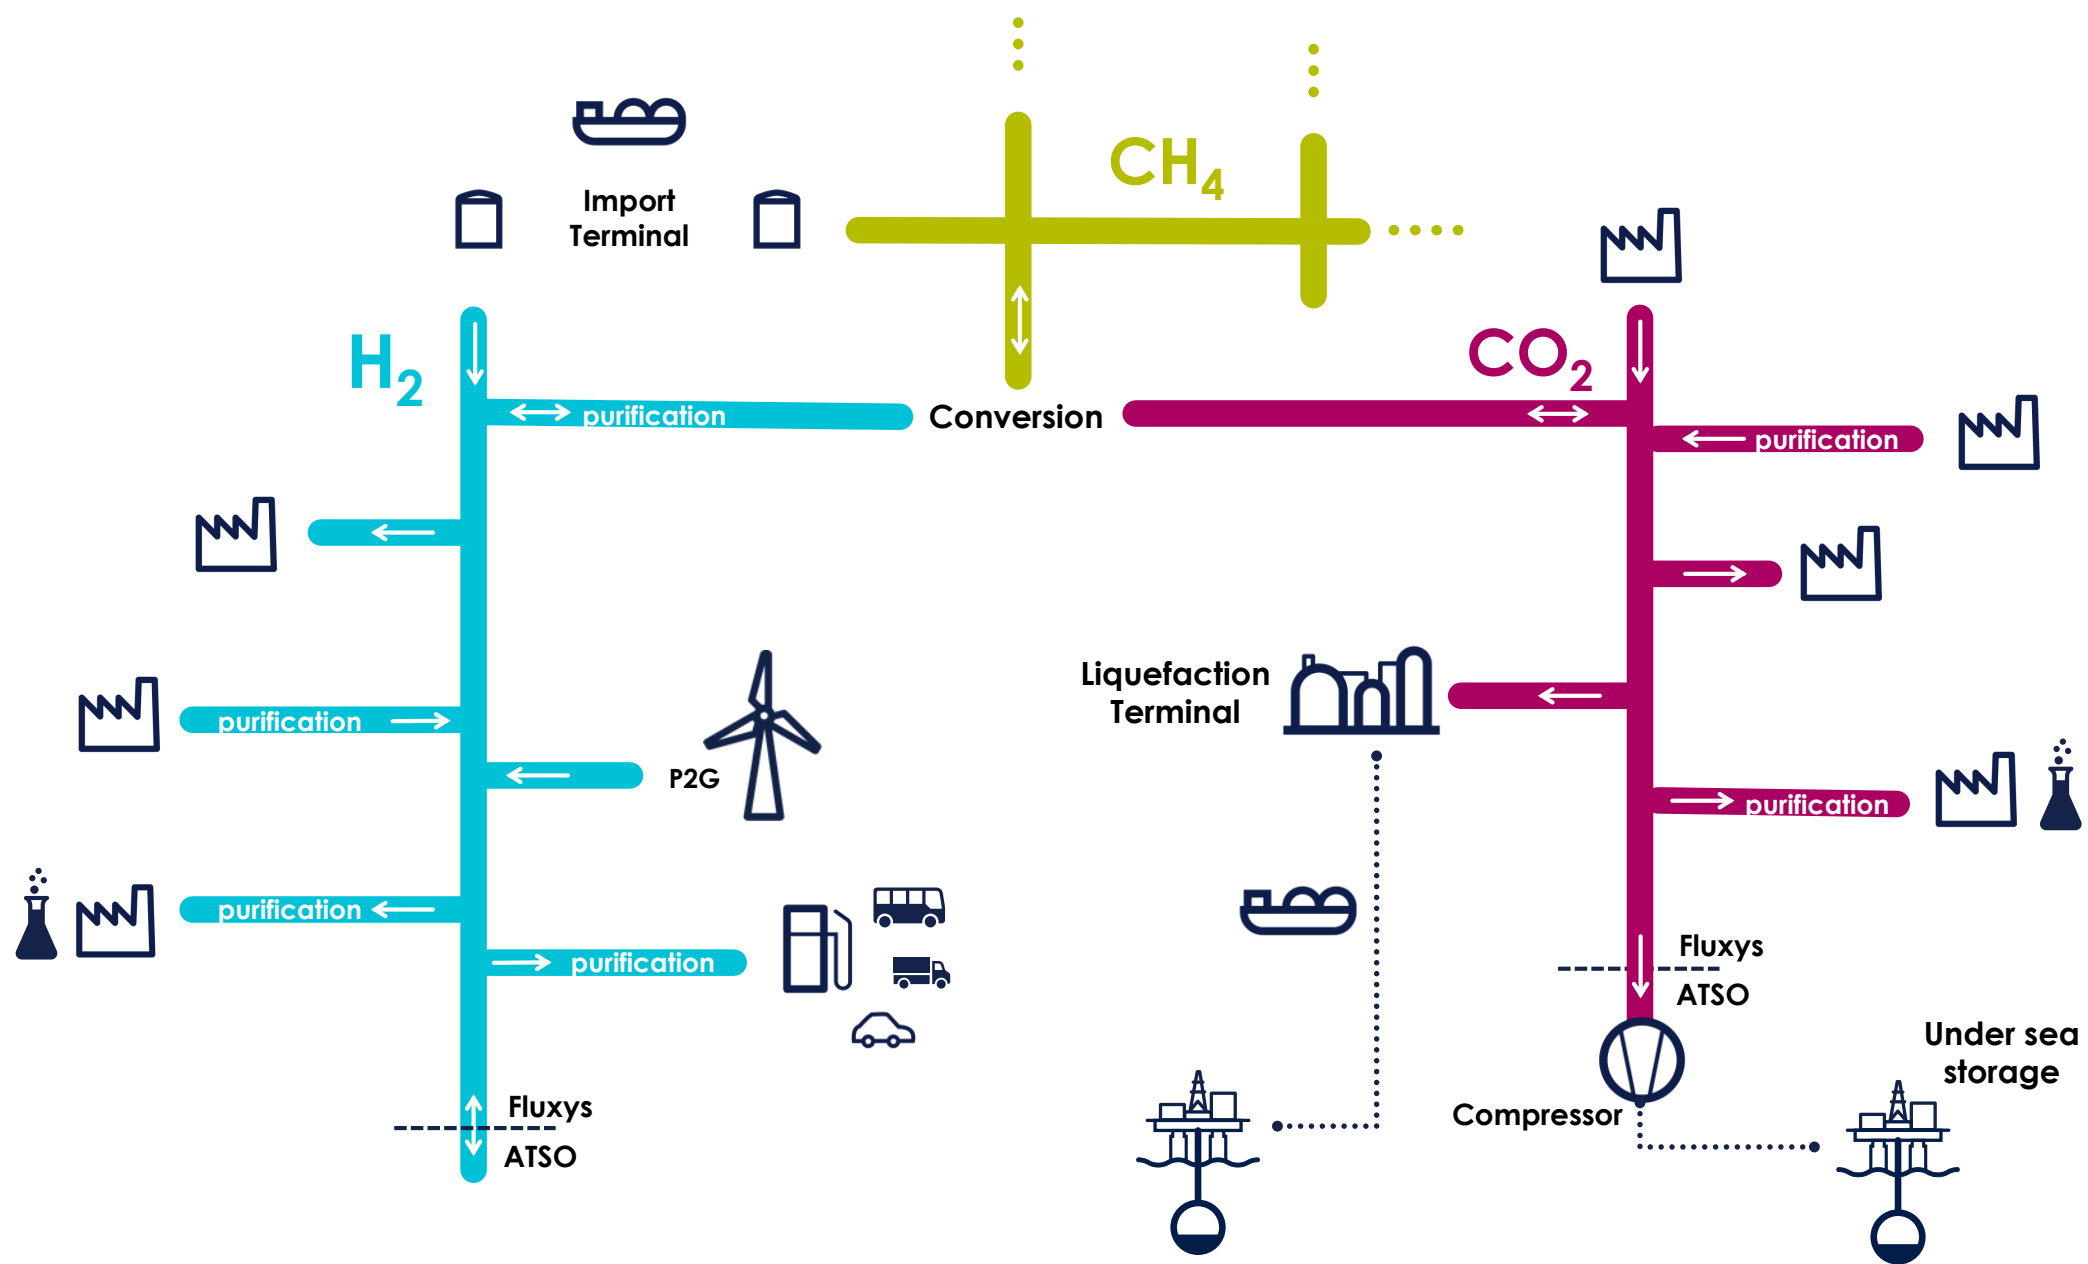 CH₄
Import
Terminal
H₂
CO₂
purification
Conversion
purification
Liquefaction
Terminal
purification
P2G
purification
purification
purification
Fluxys
ATSO
Under sea
storage
Compressor
Fluxys
ATSO